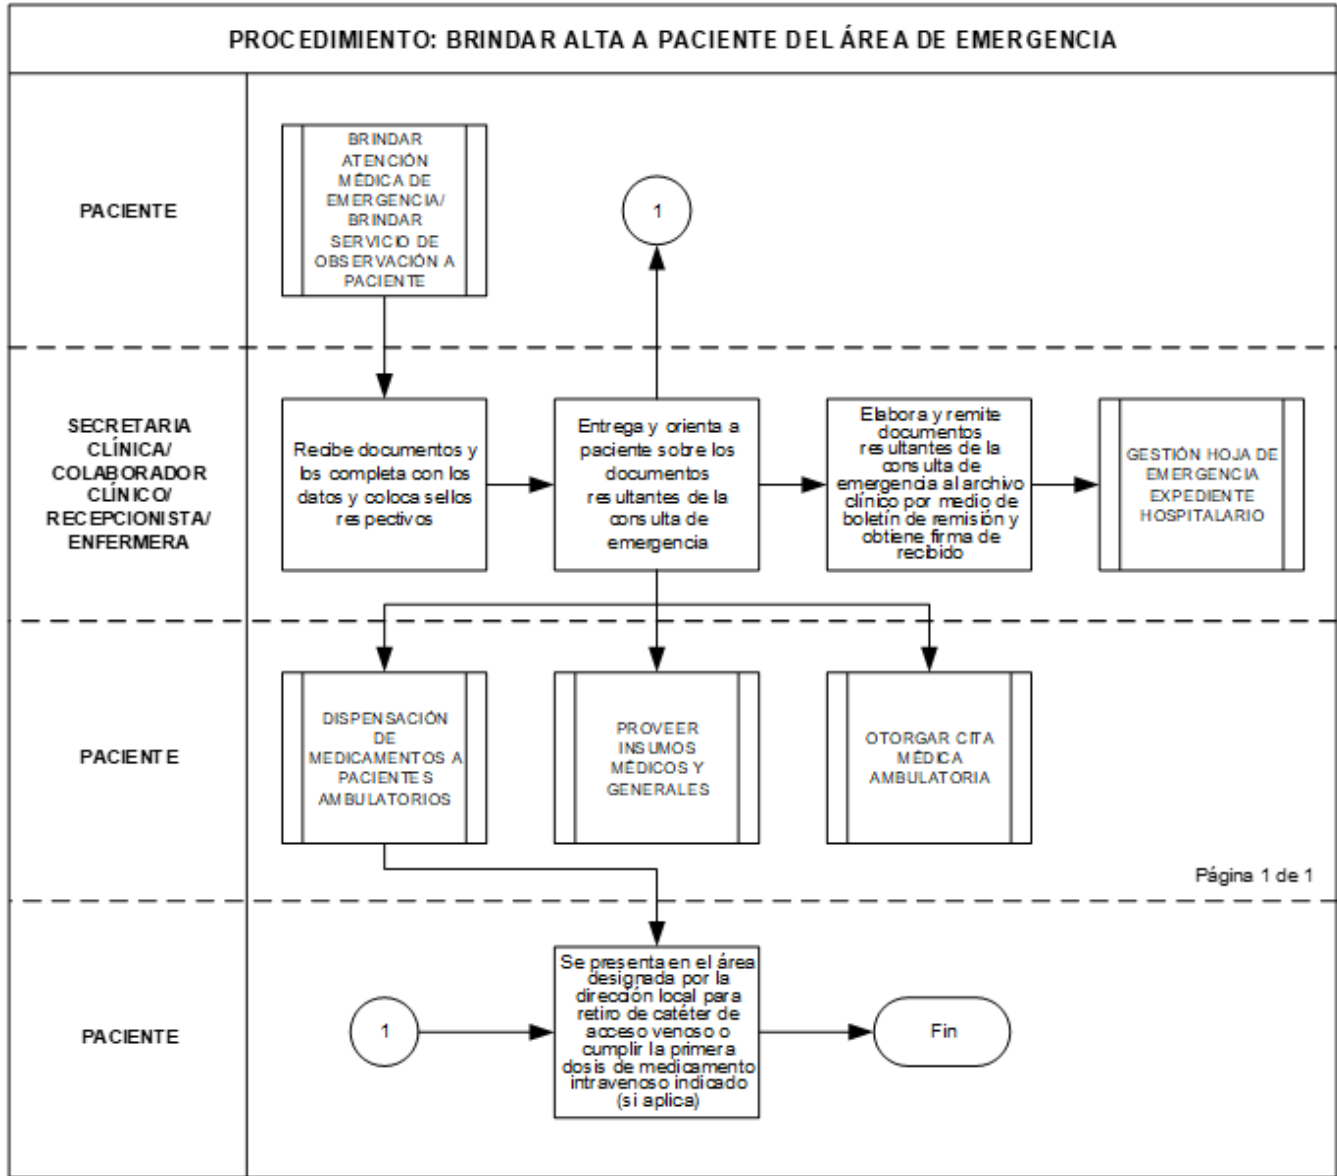 PROCEDIMIENTO: BRINDAR ALTA A PACIENTE DEL ÁREA DE EMERGENCIA
PACIENTE
BRINDAR
ATENCIÓN
MÉDICA DE
EMERGENCIA/
BRINDAR
SERVICIO DE
OBSERVACIÓN A
PACIENTE
1
SECRETARIA
CLÍNICA/
COLABORADOR
CLÍNICO/
RECEPCIONISTA/
ENFERMERA
Recibe documentos y
los completa con los
datos y coloca sellos
respectivos
Entrega y orienta a
paciente sobre los
documentos
resultantes de la
consulta de
emergencia
Elabora y remite
documentos
resultantes de la
consulta de
emergencia al archivo
clínico por medio de
boletín de remisión y
obtiene firma de
recibido
GESTIÓN HOJA DE
EMERGENCIA
EXPEDIENTE
HOSPITALARIO
PACIENTE
DISPENSACIÓN
DE
MEDICAMENTOS A
PACIENTES
AMBULATORIOS
PROVEER
INSUMOS
MÉDICOS Y
GENERALES
OTORGAR CITA
MÉDICA
AMBULATORIA
Página 1 de 1
PACIENTE
1
Se presenta en el área
designada por la
dirección local para
retiro de catéter de
acceso venoso o
cumplir la primera
dosis de medicamento
intravenoso indicado
(si aplica)
Fin